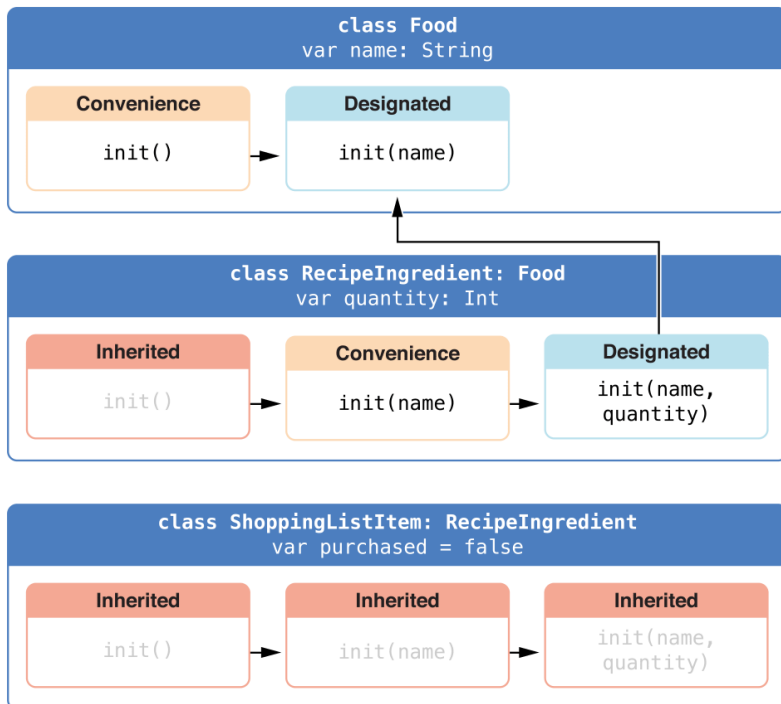 class Food
var name: String
Convenience
Designated
init()
init(name)
class RecipeIngredient: Food
var quantity: Int
Inherited
Convenience
Designated
init()
init(name)
init(name,
quantity)
class ShoppingListItem: RecipeIngredient
var purchased = false
Inherited
Inherited
Inherited
init()
init(name)
init(name,
quantity)